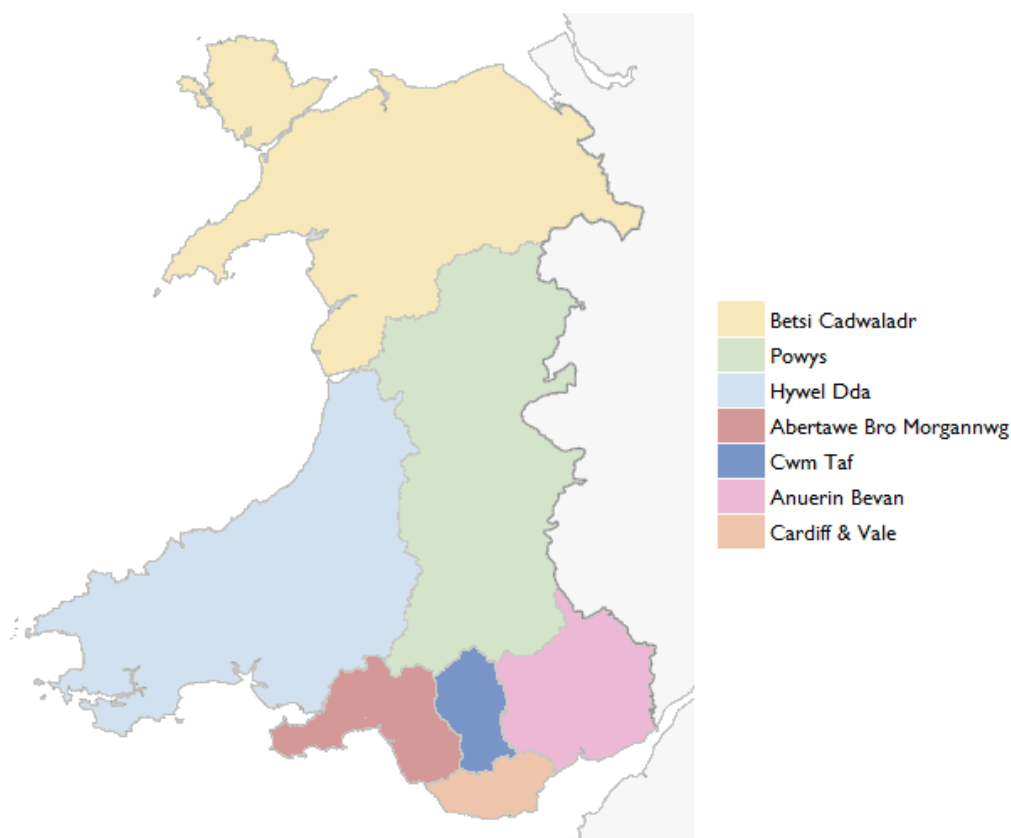 Betsi Cadwaladr
Powys
Hywel Dda
Abertawe Bro Morgannwg
Cwm Taf
Anuerin Bevan
Cardiff & Vale